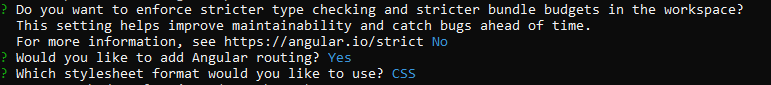 ? Do you want to enforce stricter type checking and stricter bundle budgets in the workspace?
This setting helps improve maintainability and catch bugs ahead of time.
For more information, see https://angular.io/strict No
? Would you like to add Angular routing? Yes
? Which stylesheet format would you like to use? CSS